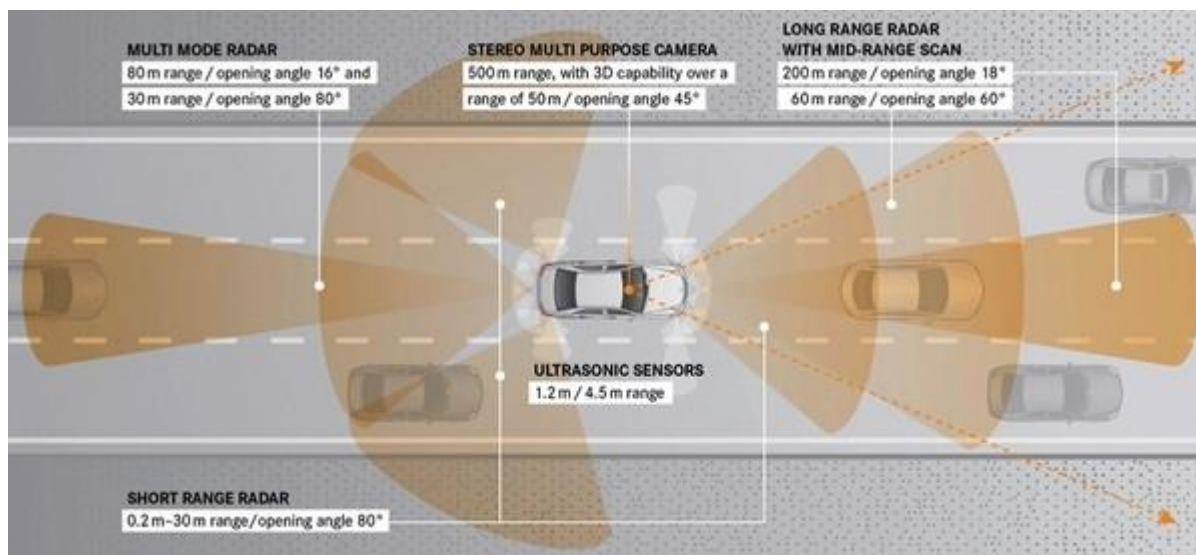 MULTI MODE RADAR
80 m range / opening angle 16° and
30 m range / opening angle 80°
STEREO MULTI PURPOSE CAMERA
500 m range, with 3D capability over a
range of 50 m / opening angle 45°
LONG RANGE RADAR
WITH MID-RANGE SCAN
200 m range / opening angle 18°
60 m range / opening angle 60°
ULTRASONIC SENSORS
1.2 m / 4.5 m range
SHORT RANGE RADAR
0.2 m–30 m range/opening angle 80°